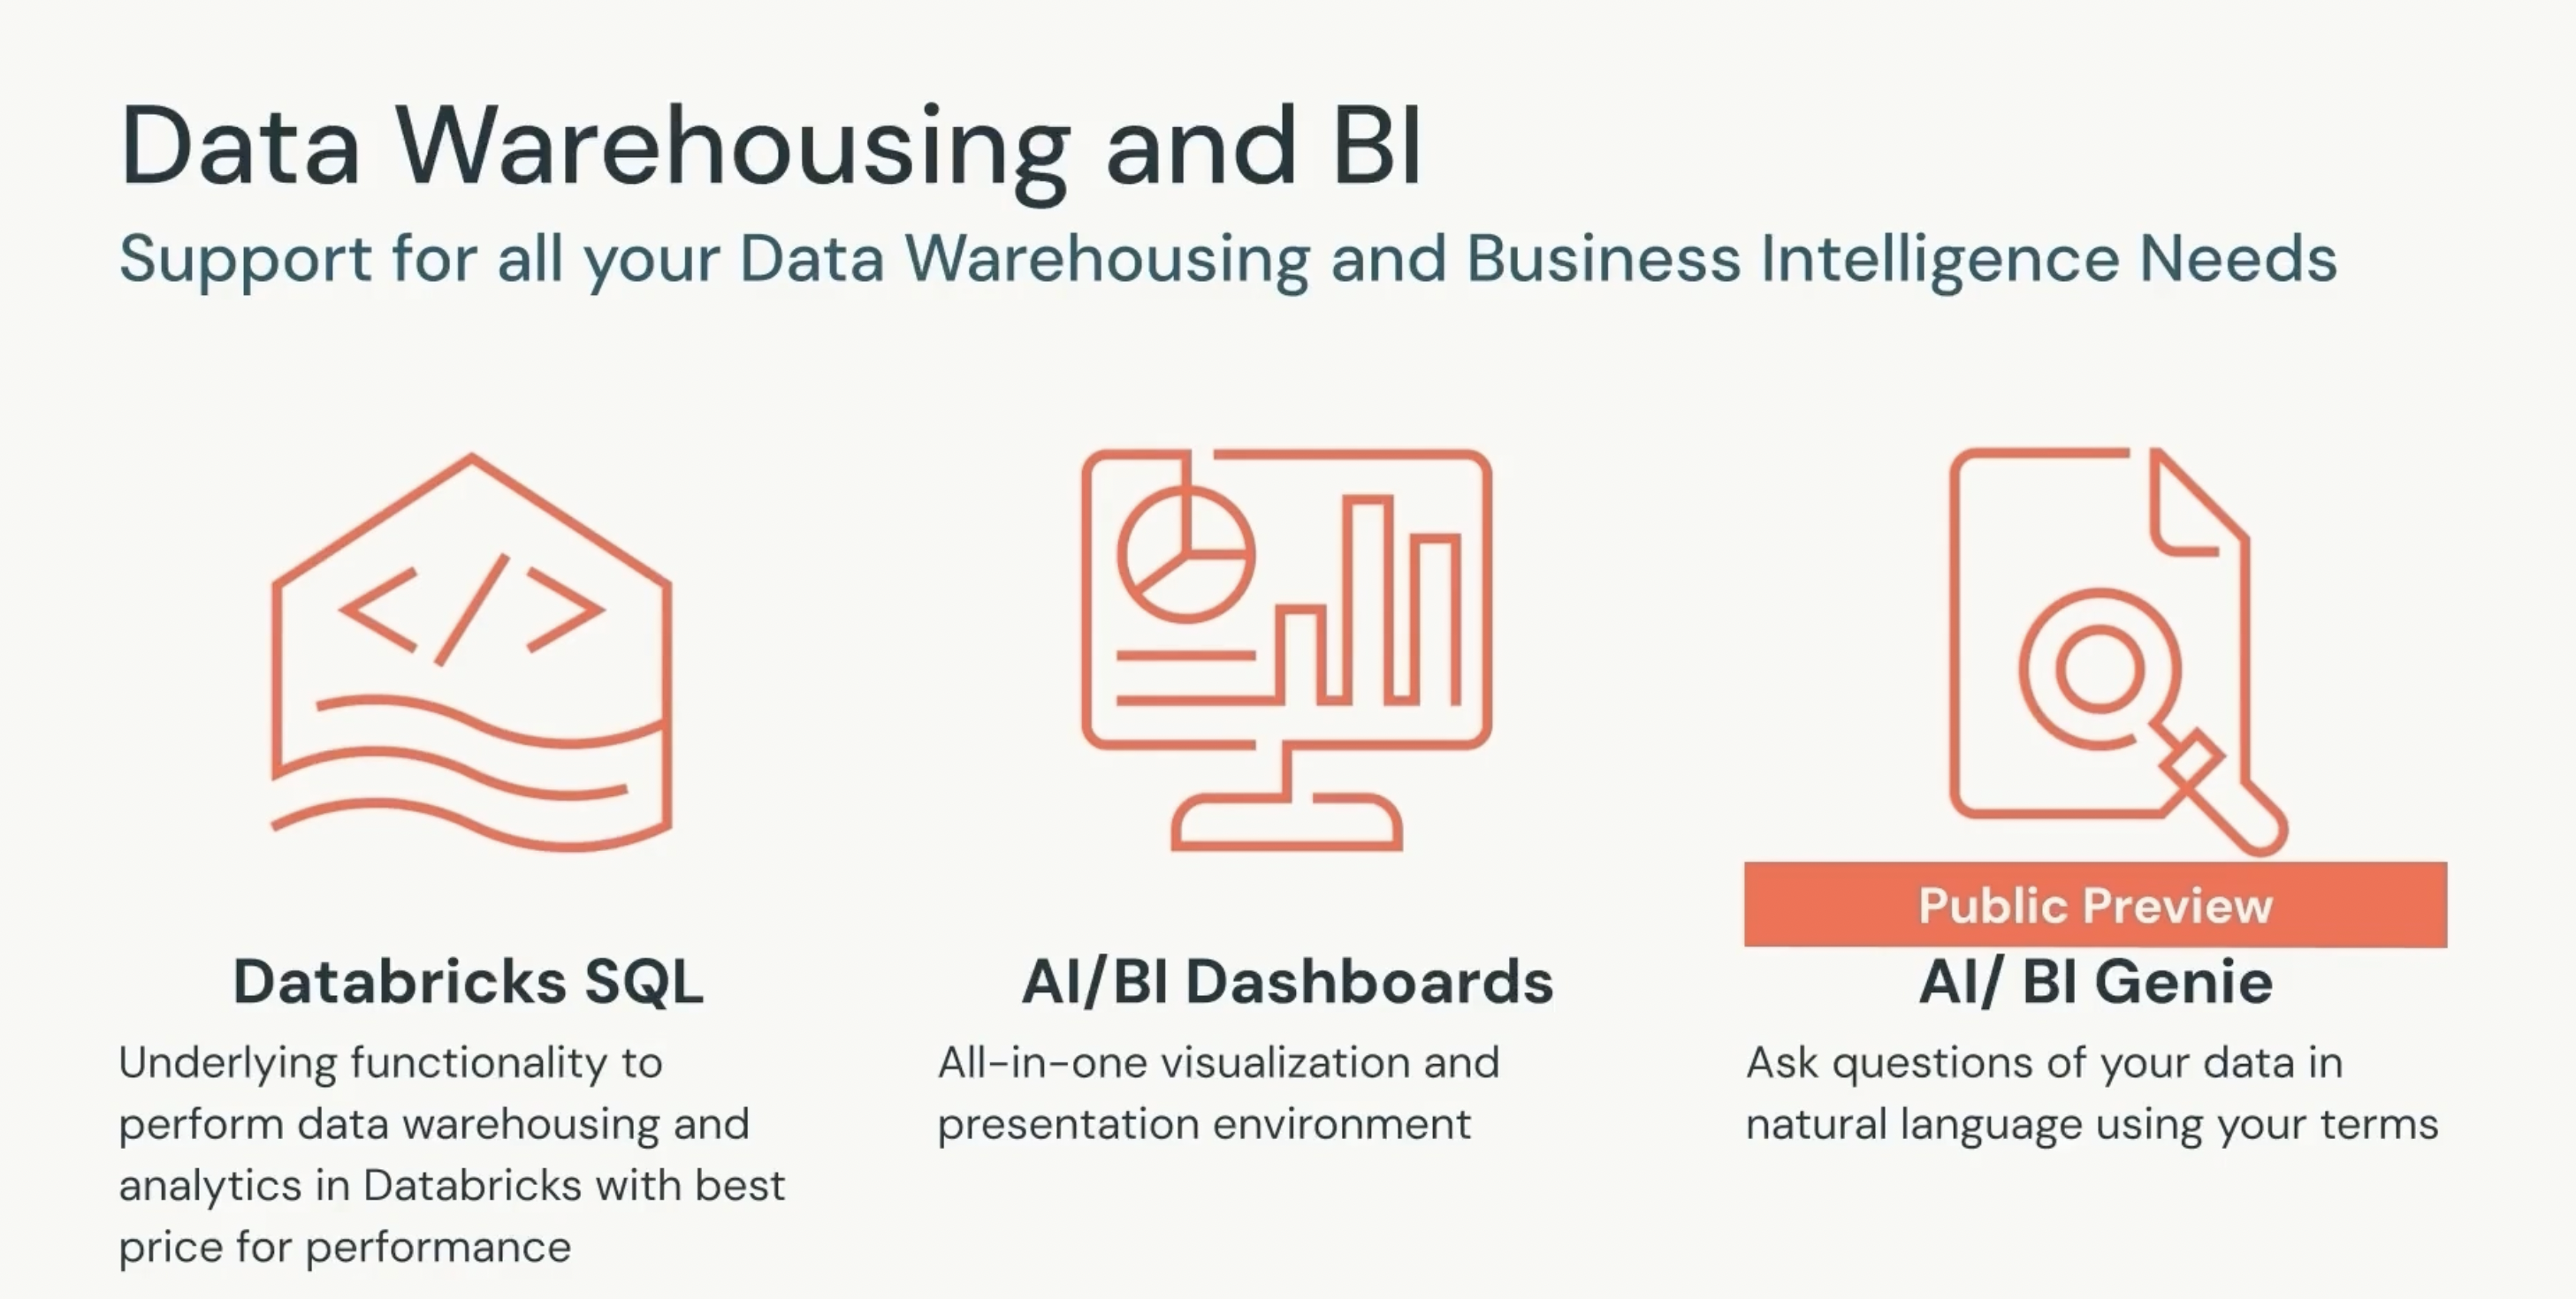 Data Warehousing and BI
Support for all your Data Warehousing and Business Intelligence Needs
Databricks SQL
Underlying functionality to
perform data warehousing and
analytics in Databricks with best
price for performance
AI/BI Dashboards
All-in-one visualization and
presentation environment
Public Preview
AI/ BI Genie
Ask questions of your data in
natural language using your terms